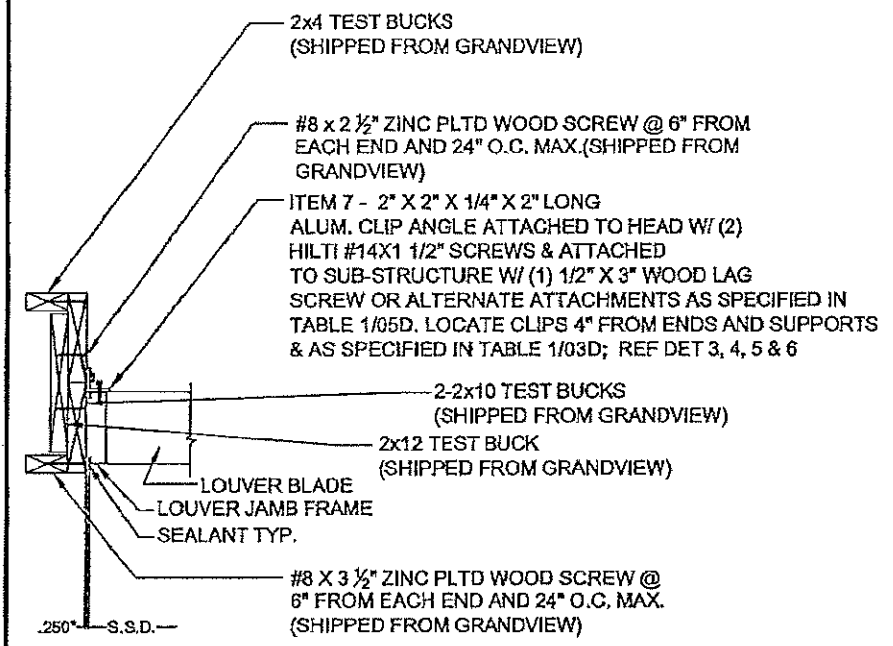 2x4 TEST BUCKS
(SHIPPED FROM GRANDVIEW)
#8 x 2 ½" ZINC PLTD WOOD SCREW @ 6" FROM
EACH END AND 24" O.C. MAX.(SHIPPED FROM
GRANDVIEW)
ITEM 7 - 2" X 2" X 1/4" X 2" LONG
ALUM. CLIP ANGLE ATTACHED TO HEAD W/ (2)
HILTI #14X1 1/2" SCREWS & ATTACHED
TO SUB-STRUCTURE W/ (1) 1/2" X 3" WOOD LAG
SCREW OR ALTERNATE ATTACHMENTS AS SPECIFIED IN
TABLE 1/05D. LOCATE CLIPS 4" FROM ENDS AND SUPPORTS
& AS SPECIFIED IN TABLE 1/03D; REF DET 3, 4, 5 & 6
2-2x10 TEST BUCKS
(SHIPPED FROM GRANDVIEW)
2x12 TEST BUCK
(SHIPPED FROM GRANDVIEW)
LOUVER BLADE
LOUVER JAMB FRAME
SEALANT TYP.
#8 X 3 ½" ZINC PLTD WOOD SCREW @
6" FROM EACH END AND 24" O.C. MAX.
(SHIPPED FROM GRANDVIEW)
.250" S.S.D.